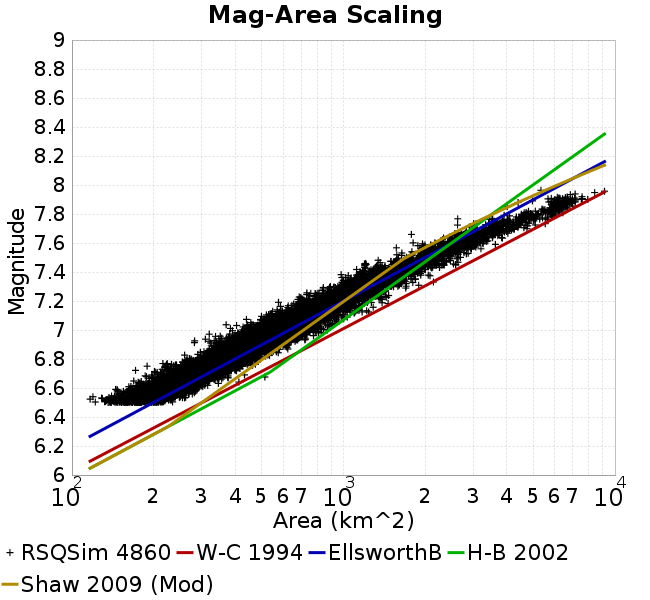 Mag-Area Scaling
Magnitude
9
8.8
8.6
8.4
8.2
8
7.8
7.6
7.4
7.2
7
6.8
6.6
6.4
6.2
6
10^2 2 3 4 5 6 7 10^3 2 3 4 5 6 7 10^4
Area (km^2)
+ RSQSim 4860 W-C 1994 EllsworthB H-B 2002
Shaw 2009 (Mod)